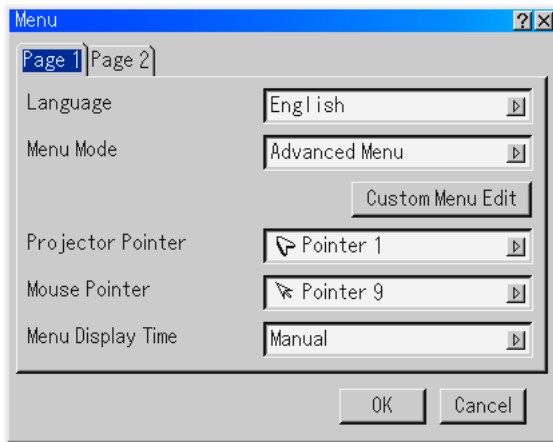 Menu
Page 1 Page 2
Language English
Menu Mode Advanced Menu
Custom Menu Edit
Projector Pointer Pointer 1
Mouse Pointer Pointer 9
Menu Display Time Manual
OK Cancel